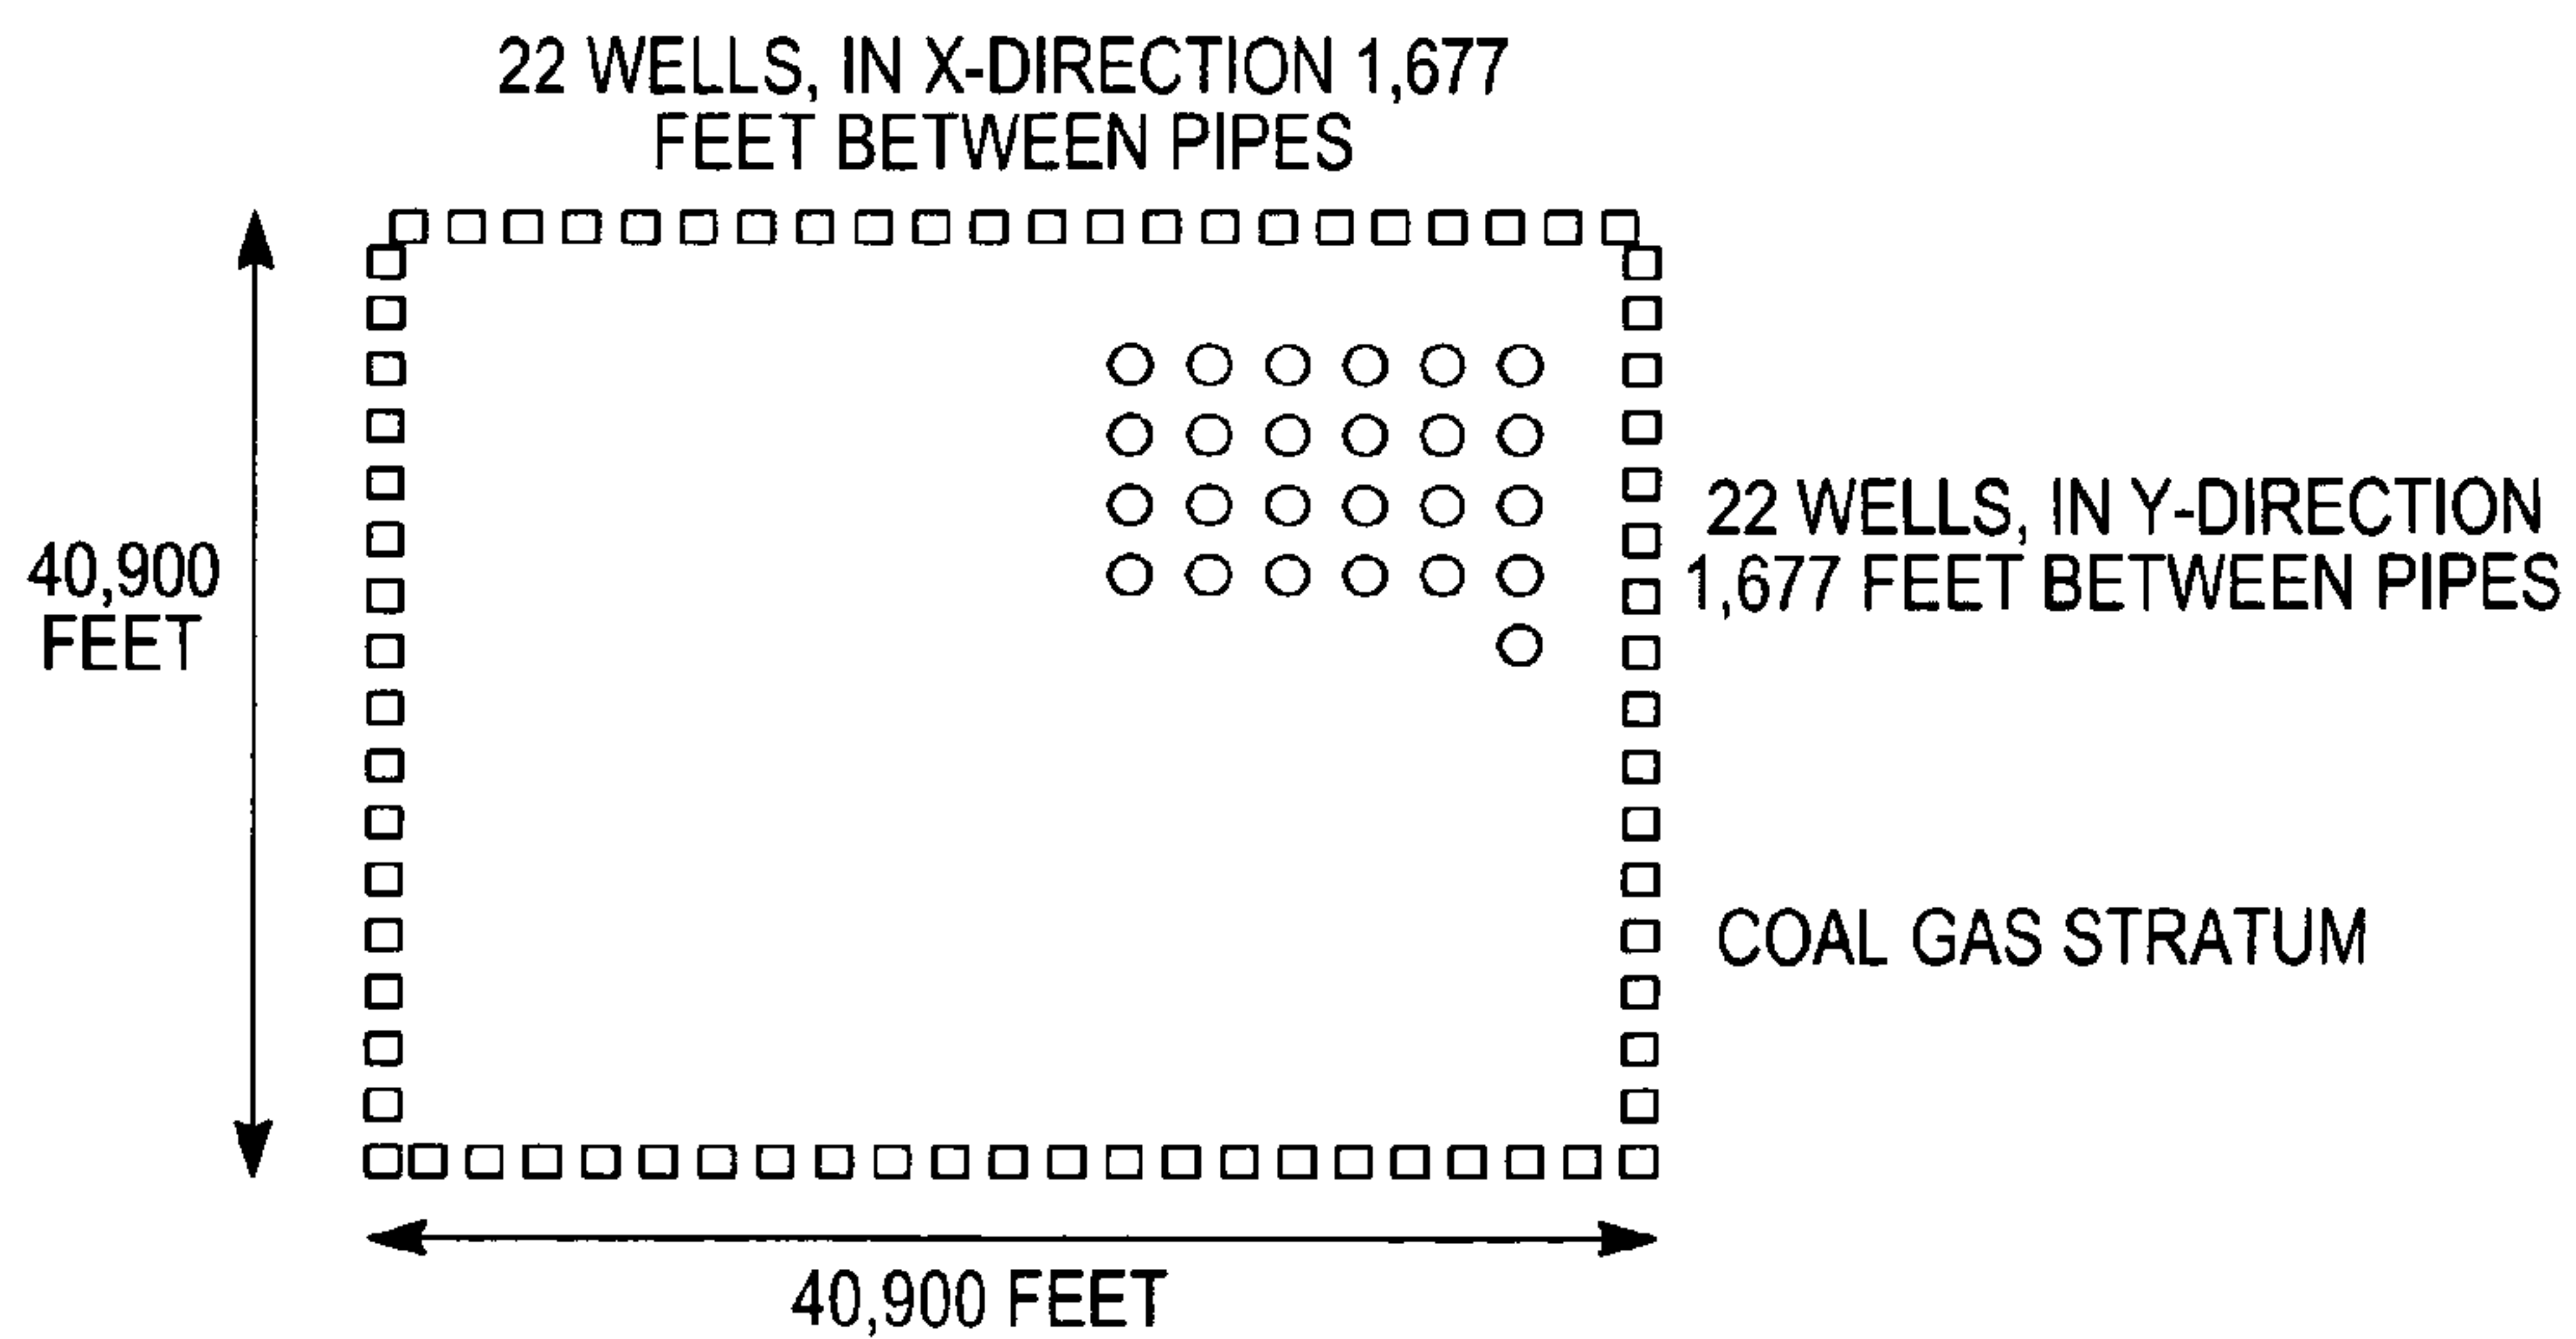 22 WELLS, IN X-DIRECTION 1,677
FEET BETWEEN PIPES
40,900
FEET
22 WELLS, IN Y-DIRECTION
1,677 FEET BETWEEN PIPES
COAL GAS STRATUM
40,900 FEET